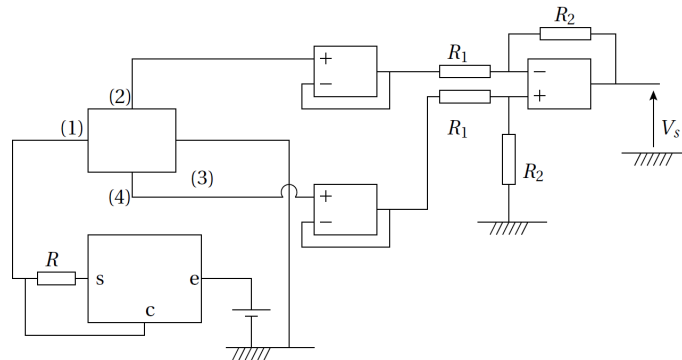 R₂
+
−
R₁
−
+
R₁
(2)
(1)
Vₛ
R₂
(3)
(4)
+
−
R
s
e
c